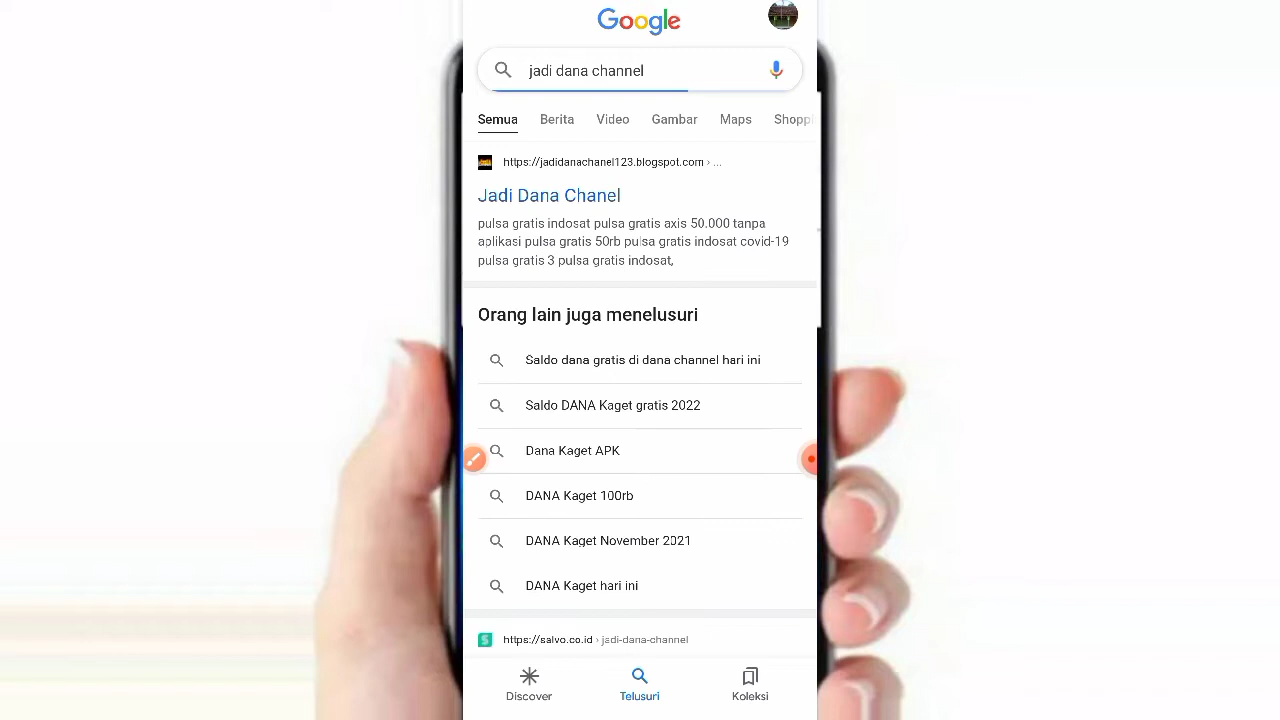 Google
jadi dana channel
Semua Berita Video Gambar Maps Shoppi
https://jadidanachanel123.blogspot.com › ...
Jadi Dana Chanel
pulsa gratis indosat pulsa gratis axis 50.000 tanpa
aplikasi pulsa gratis 50rb pulsa gratis indosat covid-19
pulsa gratis 3 pulsa gratis indosat,
Orang lain juga menelusuri
Saldo dana gratis di dana channel hari ini
Saldo DANA Kaget gratis 2022
Dana Kaget APK
DANA Kaget 100rb
DANA Kaget November 2021
DANA Kaget hari ini
https://salvo.co.id › jadi-dana-channel
Discover Telusuri Koleksi